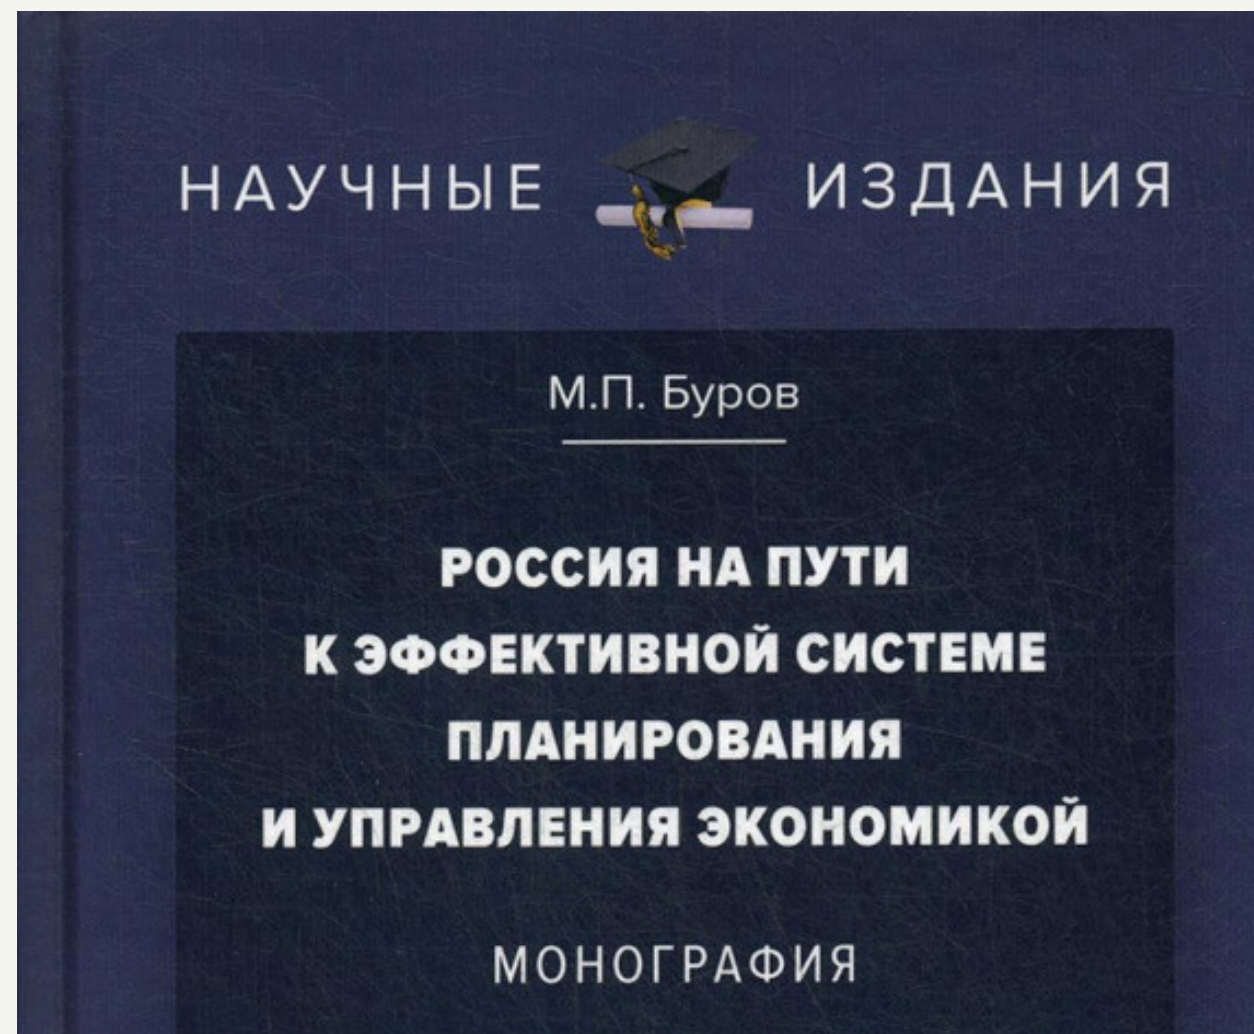 НАУЧНЫЕ ИЗДАНИЯ
М.П. Буров
РОССИЯ НА ПУТИ
К ЭФФЕКТИВНОЙ СИСТЕМЕ
ПЛАНИРОВАНИЯ
И УПРАВЛЕНИЯ ЭКОНОМИКОЙ
МОНОГРАФИЯ